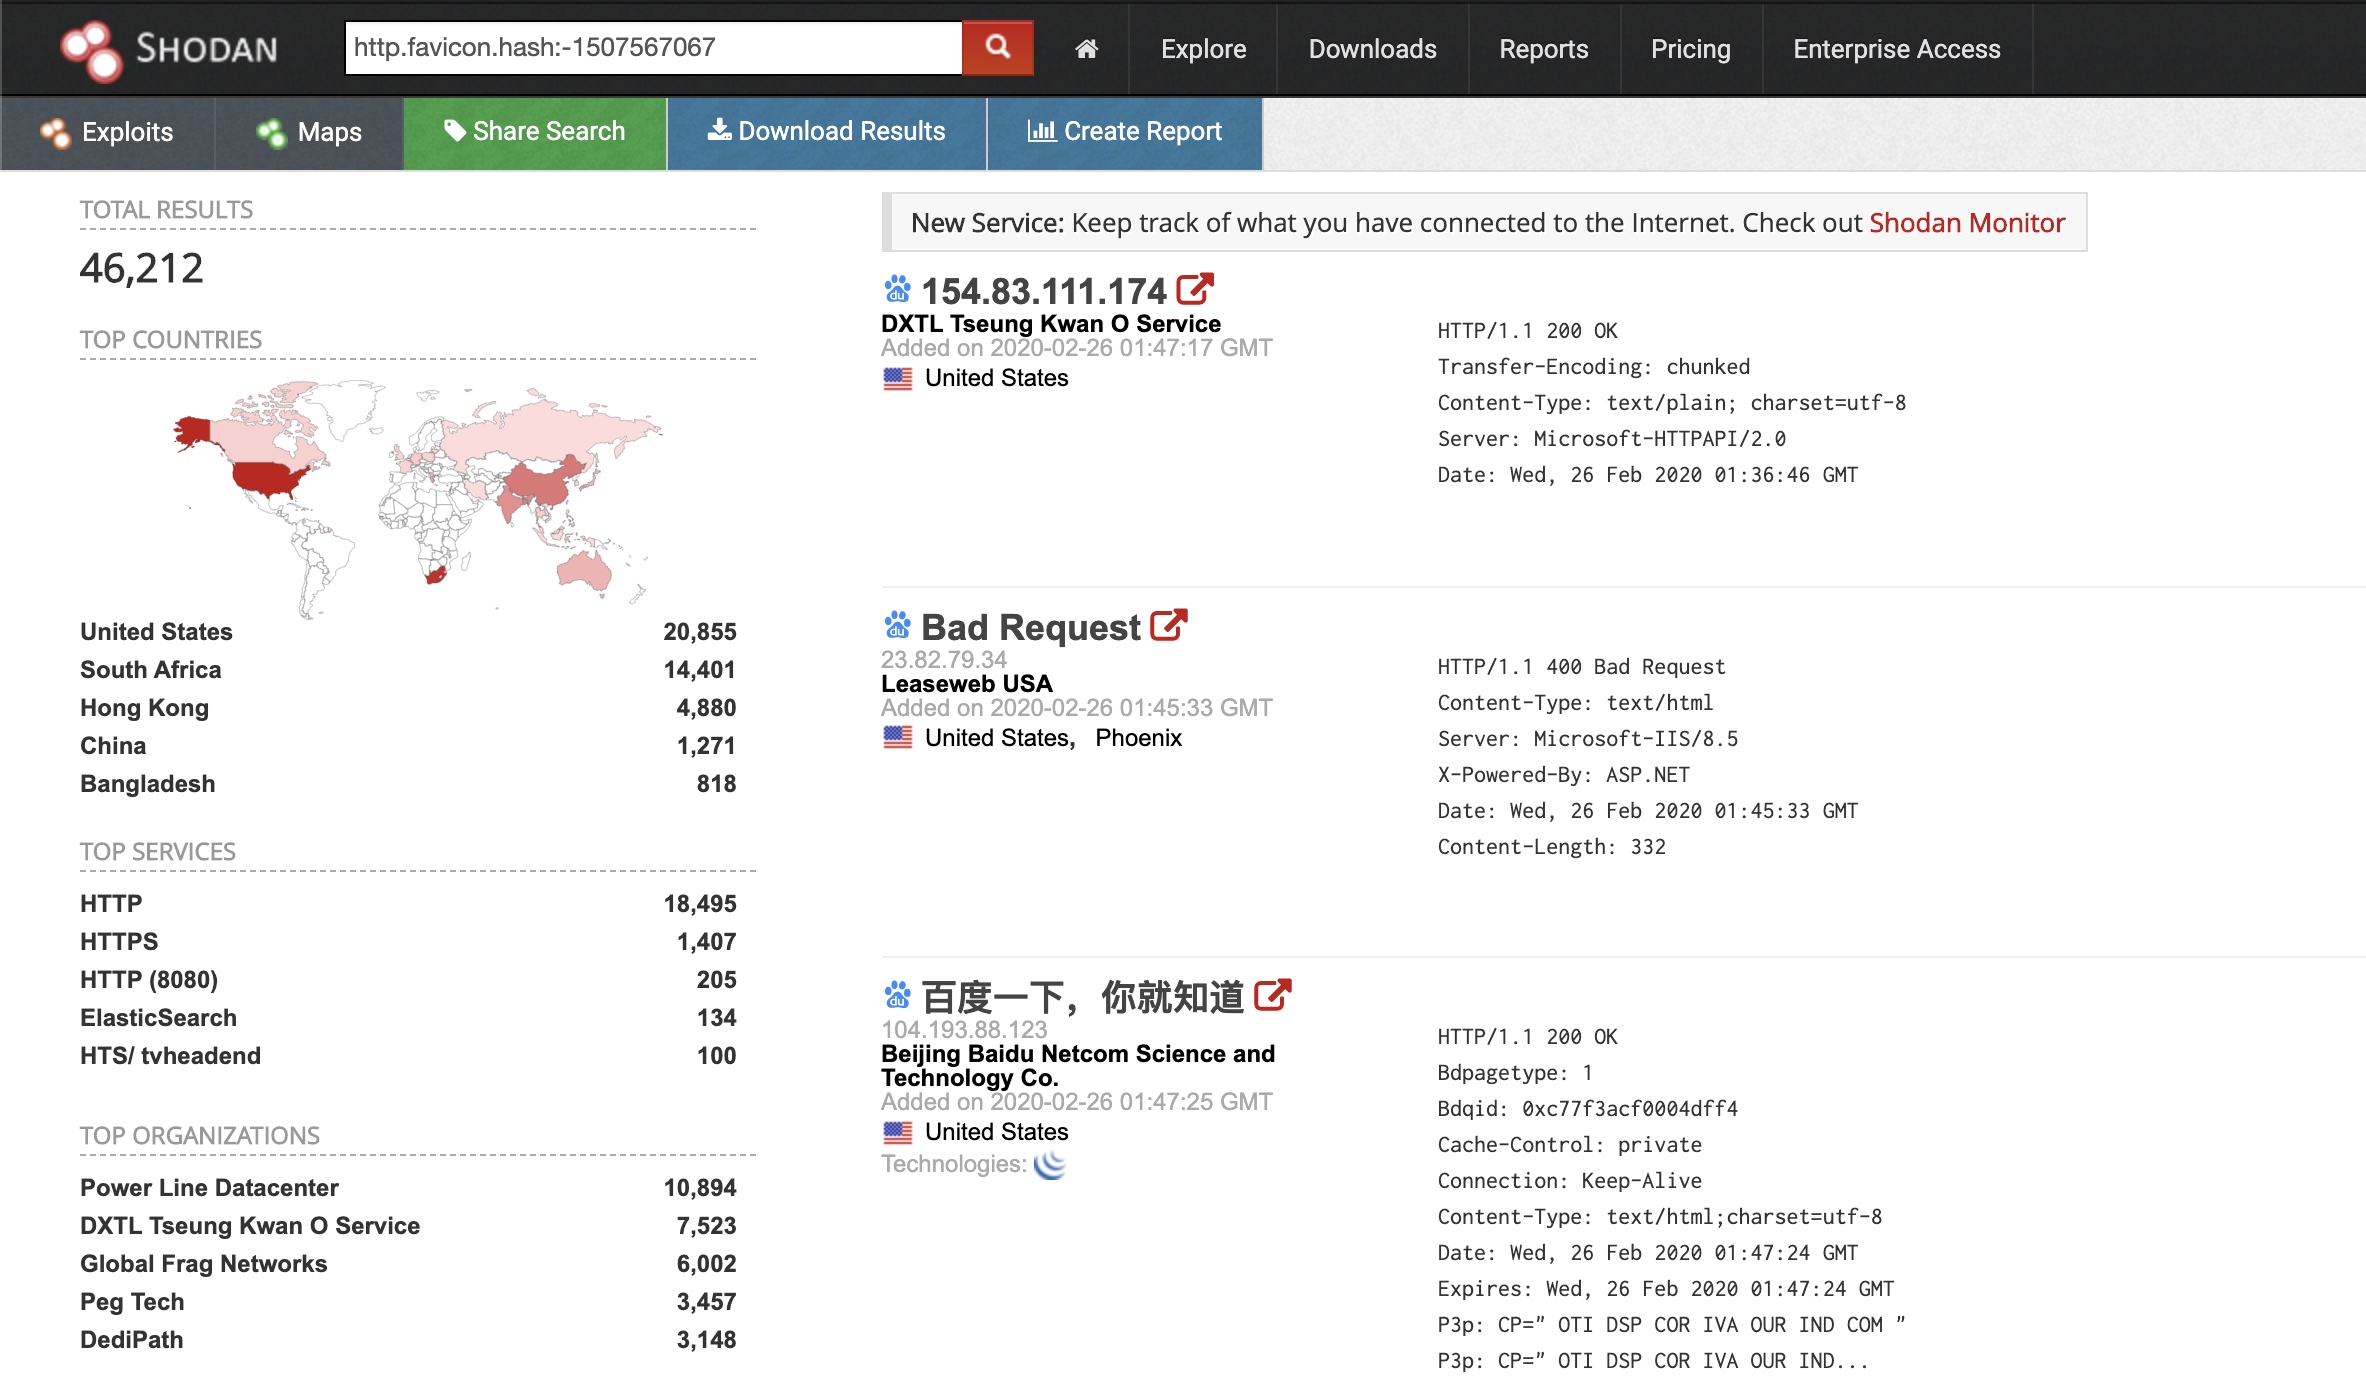 SHODAN
http.favicon.hash:-1507567067
Explore
Downloads
Reports
Pricing
Enterprise Access
Exploits
Maps
Share Search
Download Results
Create Report
TOTAL RESULTS
46,212
TOP COUNTRIES
United States 20,855
South Africa 14,401
Hong Kong 4,880
China 1,271
Bangladesh 818
TOP SERVICES
HTTP 18,495
HTTPS 1,407
HTTP (8080) 205
ElasticSearch 134
HTS/ tvheadend 100
TOP ORGANIZATIONS
Power Line Datacenter 10,894
DXTL Tseung Kwan O Service 7,523
Global Frag Networks 6,002
Peg Tech 3,457
DediPath 3,148
New Service: Keep track of what you have connected to the Internet. Check out Shodan Monitor
du 154.83.111.174
DXTL Tseung Kwan O Service
Added on 2020-02-26 01:47:17 GMT
United States
HTTP/1.1 200 OK
Transfer-Encoding: chunked
Content-Type: text/plain; charset=utf-8
Server: Microsoft-HTTPAPI/2.0
Date: Wed, 26 Feb 2020 01:36:46 GMT
du Bad Request
23.82.79.34
Leaseweb USA
Added on 2020-02-26 01:45:33 GMT
United States, Phoenix
HTTP/1.1 400 Bad Request
Content-Type: text/html
Server: Microsoft-IIS/8.5
X-Powered-By: ASP.NET
Date: Wed, 26 Feb 2020 01:45:33 GMT
Content-Length: 332
du 百度一下，你就知道
104.193.88.123
Beijing Baidu Netcom Science and
Technology Co.
Added on 2020-02-26 01:47:25 GMT
United States
Technologies:
HTTP/1.1 200 OK
Bdpagetype: 1
Bdqid: 0xc77f3acf0004dff4
Cache-Control: private
Connection: Keep-Alive
Content-Type: text/html;charset=utf-8
Date: Wed, 26 Feb 2020 01:47:24 GMT
Expires: Wed, 26 Feb 2020 01:47:24 GMT
P3p: CP=" OTI DSP COR IVA OUR IND COM "
P3p: CP=" OTI DSP COR IVA OUR IND...